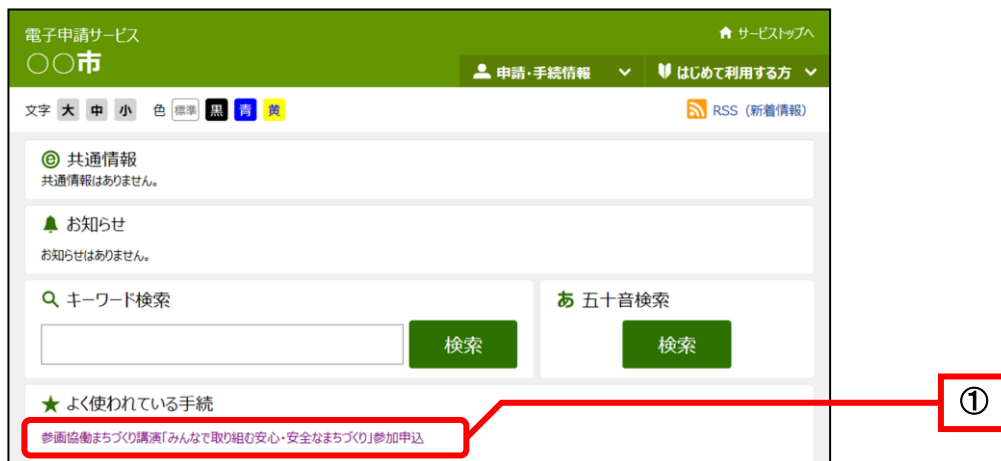 電子申請サービス
サービストップへ
○○市
申請・手続情報
はじめて利用する方
文字 大 中 小 色 標準 黒 青 黄
RSS(新着情報)
共通情報
共通情報はありません。
お知らせ
お知らせはありません。
キーワード検索
検索
あ 五十音検索
検索
よく使われている手続
参画協働まちづくり講演「みんなで取り組む安心・安全なまちづくり」参加申込
①